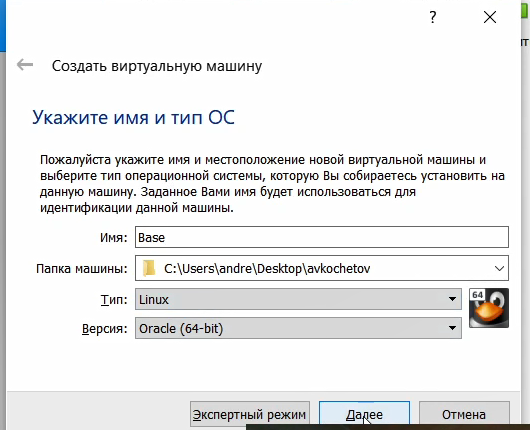 ?
Создать виртуальную машину
Укажите имя и тип ОС
Пожалуйста укажите имя и местоположение новой виртуальной машины и
выберите тип операционной системы, которую Вы собираетесь установить на
данную машину. Заданное Вами имя будет использоваться для
идентификации данной машины.
Имя: Base
Папка машины: C:\Users\andre\Desktop\avkochetov
Тип: Linux
64
Версия: Oracle (64-bit)
Экспертный режим Далее Отмена